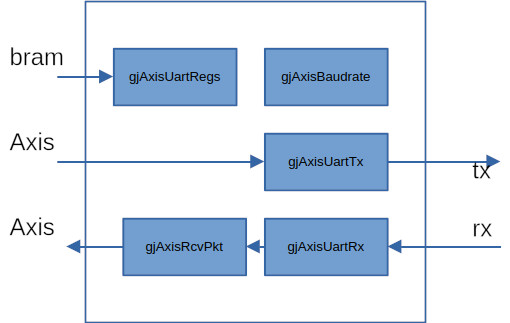 bram
gjAxisUartRegs
gjAxisBaudrate
Axis
gjAxisUartTx
tx
Axis
gjAxisRcvPkt
gjAxisUartRx
rx